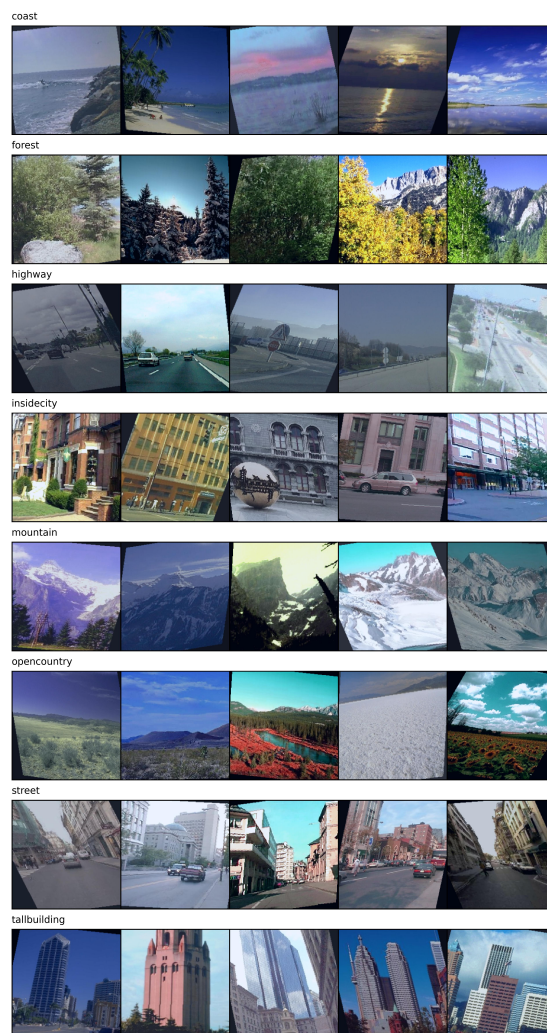 coast
forest
highway
insidecity
mountain
opencountry
street
tallbuilding